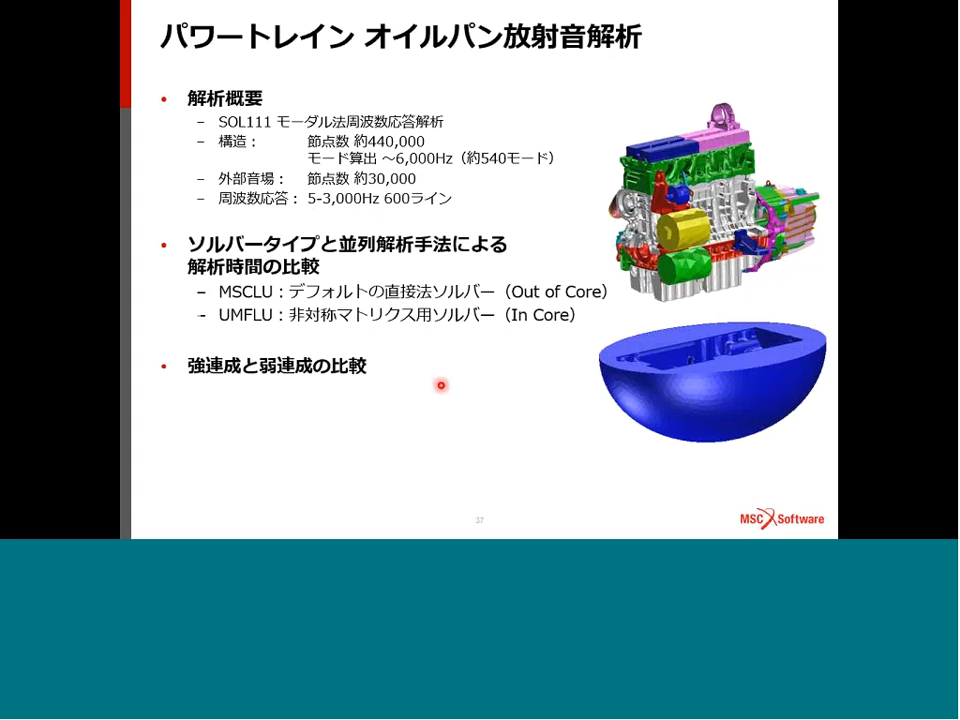 パワートレイン オイルパン放射音解析
• 解析概要
– SOL111 モーダル法周波数応答解析
– 構造： 節点数 約440,000
モード算出 ～6,000Hz（約540モード）
– 外部音場： 節点数 約30,000
– 周波数応答： 5-3,000Hz 600ライン
• ソルバータイプと並列解析手法による
解析時間の比較
– MSCLU：デフォルトの直接法ソルバー（Out of Core）
– UMFLU：非対称マトリクス用ソルバー（In Core）
• 強連成と弱連成の比較
37
MSC Software